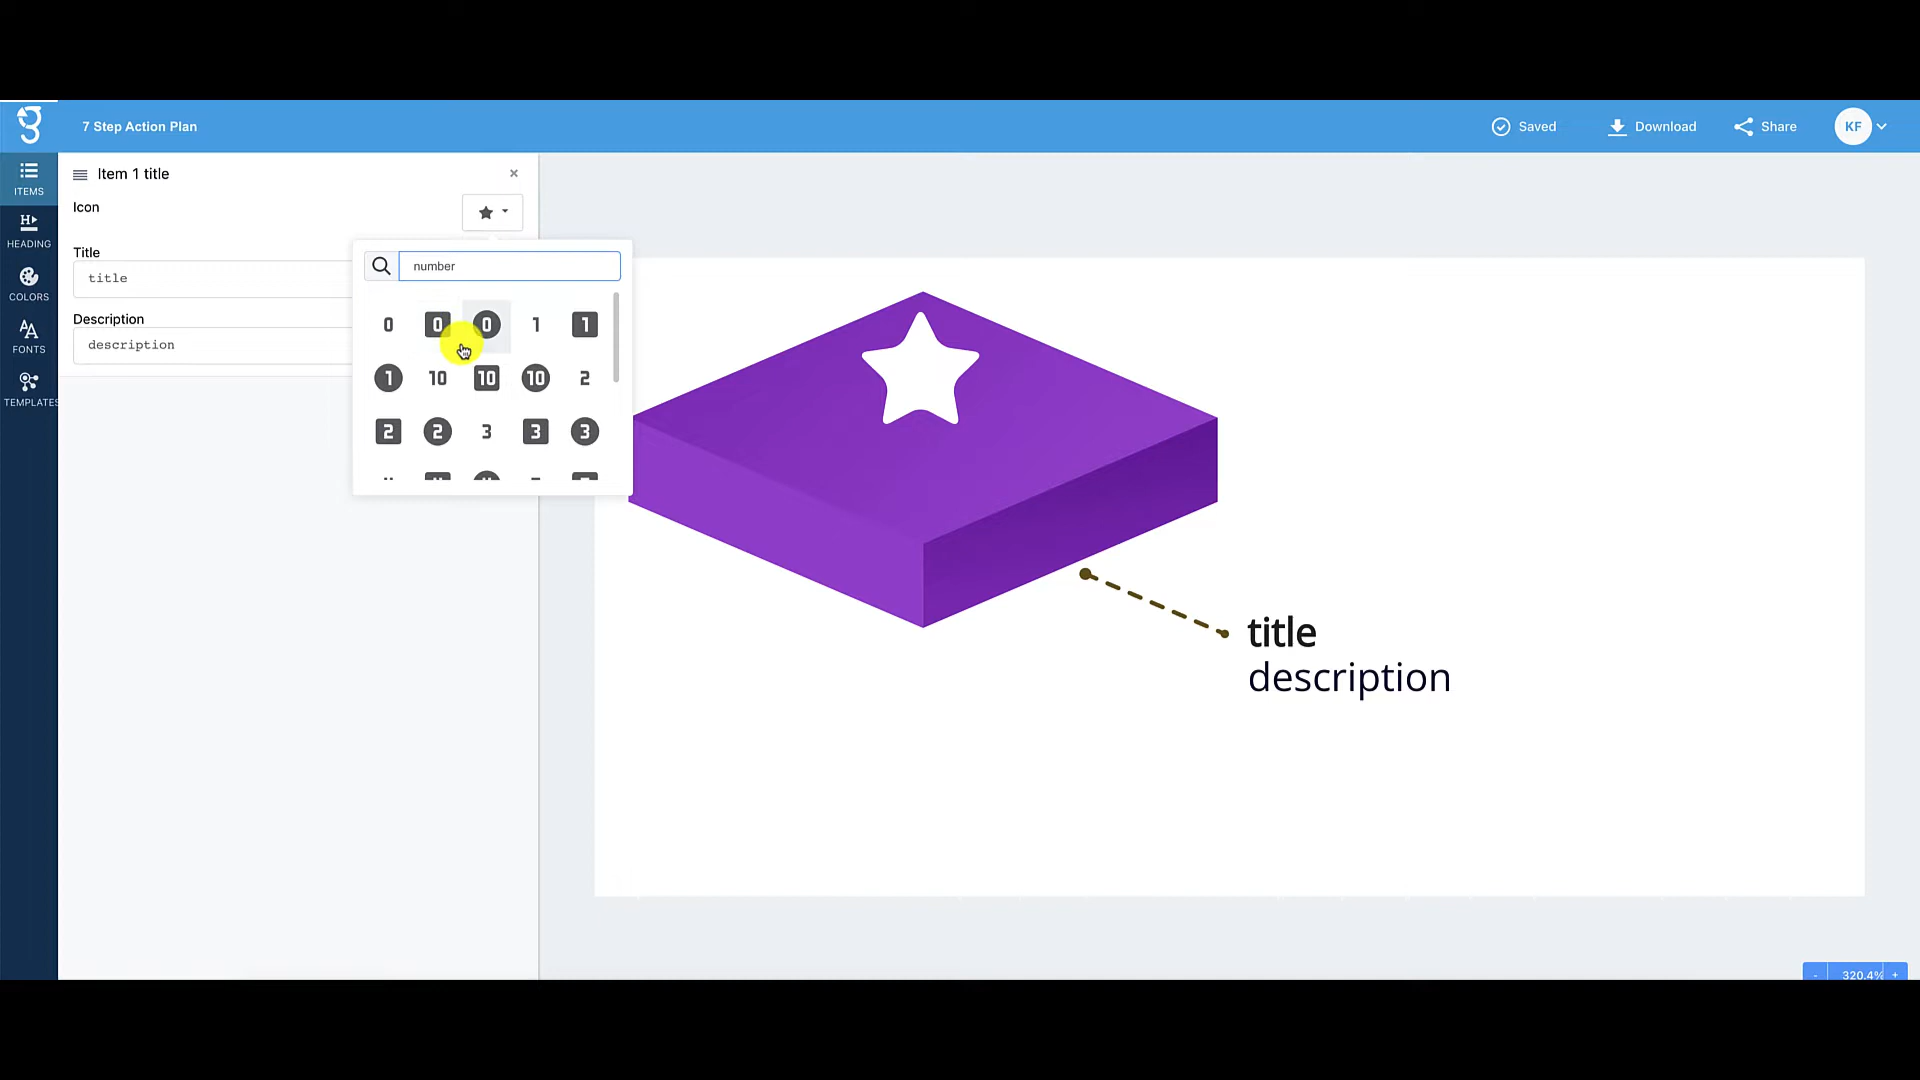 7 Step Action Plan
Saved
Download
Share
KF
ITEMS
HEADING
COLORS
FONTS
TEMPLATES
Item 1 title
Icon
Title
title
Description
description
number
0 0 0 1 1
1 10 10 10 2
2 2 3 3 3
title
description
- 320.4% +